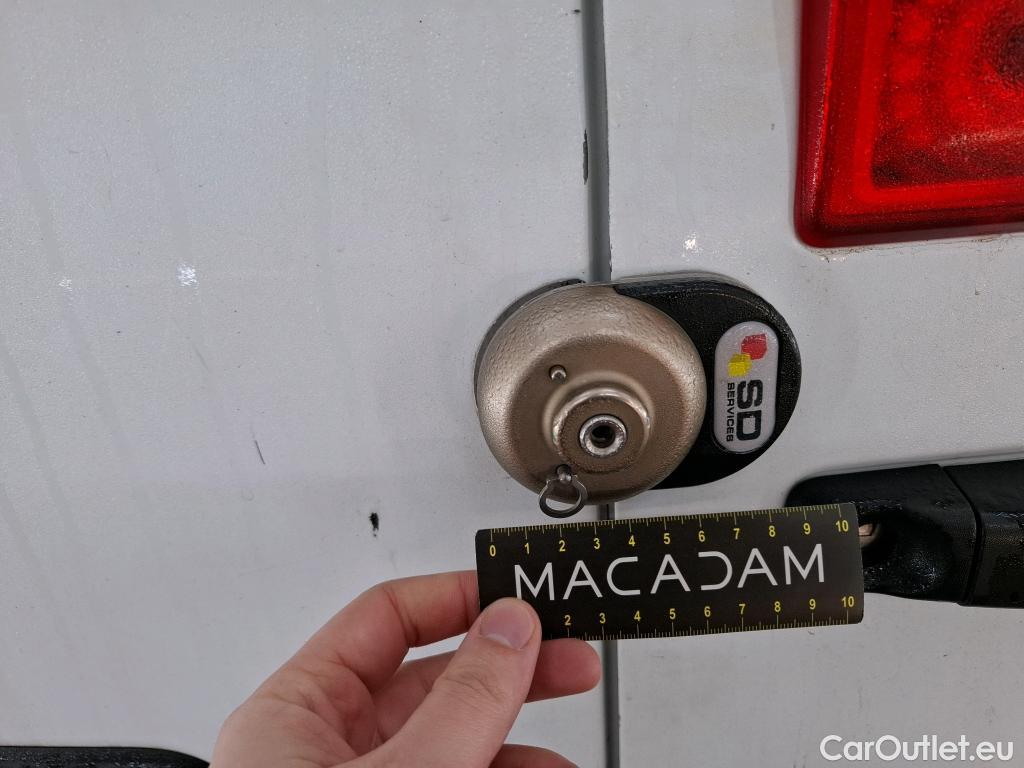 SD
SERVICES
0 1 2 3 4 5 6 7 8 9 10
MACADAM
2 3 4 5 6 7 8 9 10
CarOutlet.eu